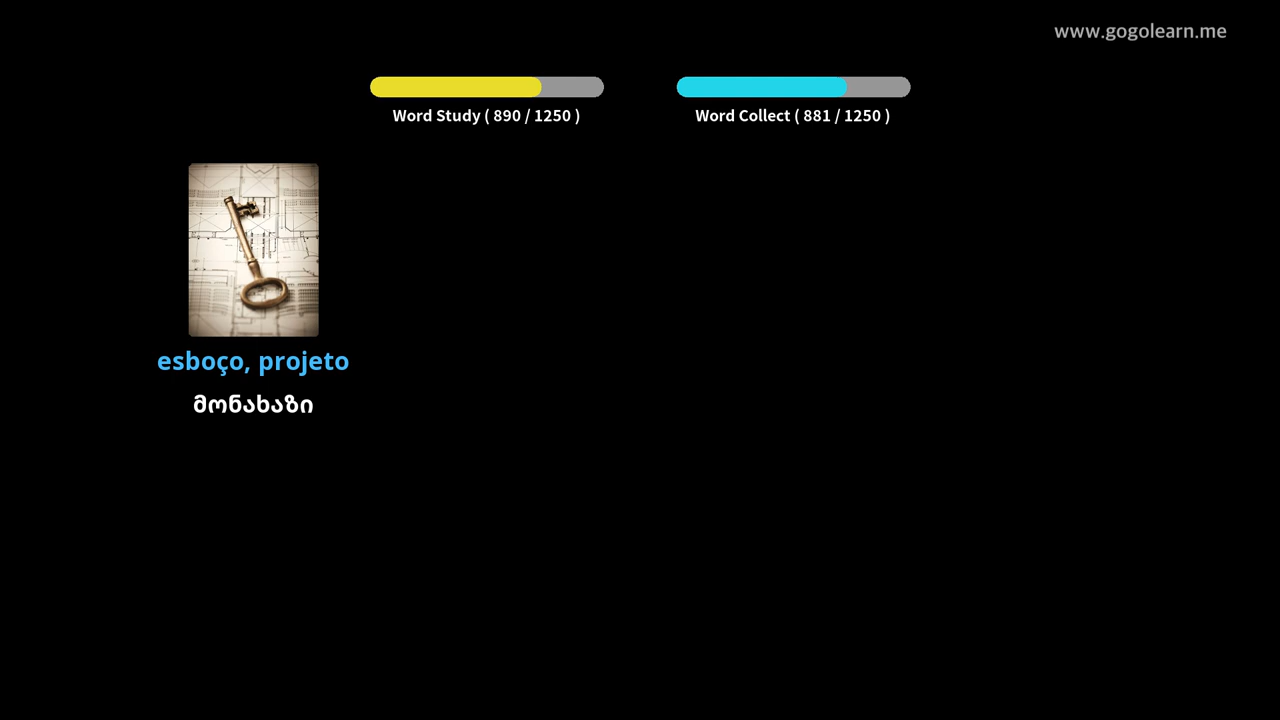 www.gogolearn.me
Word Study ( 890 / 1250 )
Word Collect ( 881 / 1250 )
esboço, projeto
მონახაზი